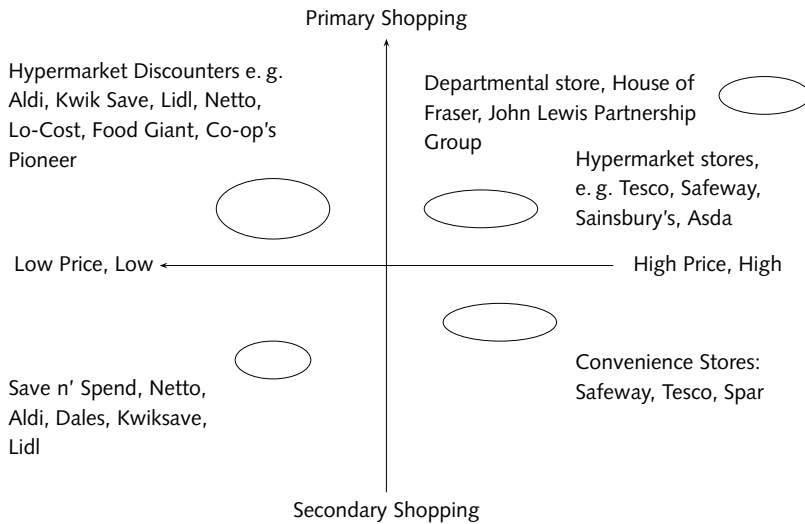 Primary Shopping
Hypermarket Discounters e. g.
Aldi, Kwik Save, Lidl, Netto,
Lo-Cost, Food Giant, Co-op's
Pioneer
Departmental store, House of
Fraser, John Lewis Partnership
Group
Hypermarket stores,
e. g. Tesco, Safeway,
Sainsbury's, Asda
Low Price, Low
High Price, High
Convenience Stores:
Safeway, Tesco, Spar
Save n' Spend, Netto,
Aldi, Dales, Kwiksave,
Lidl
Secondary Shopping